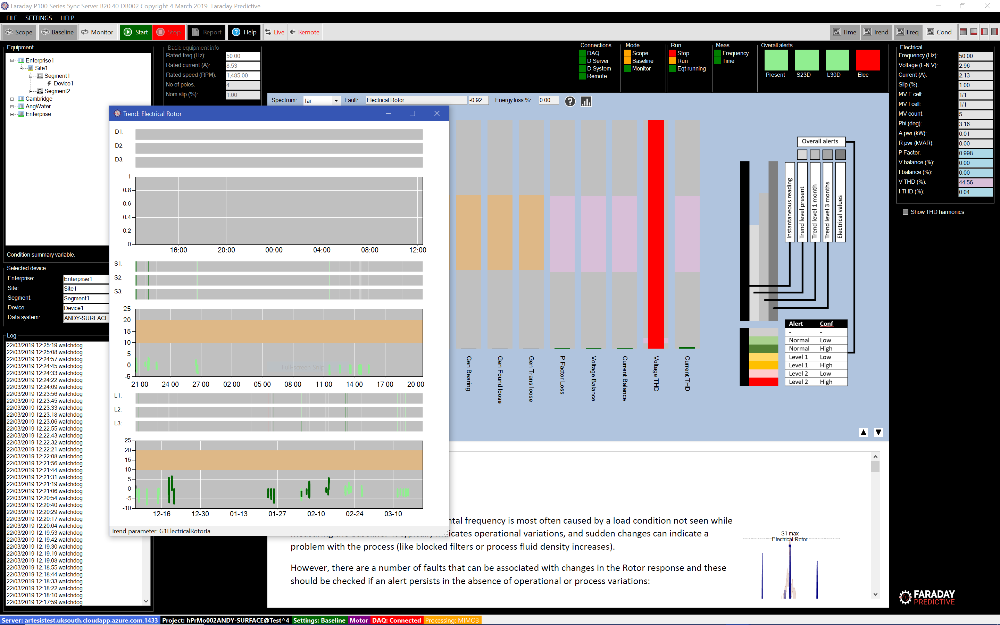 Faraday P100 Series Sync Server B20.40 DB002 Copyright 4 March 2019  Faraday Predictive
FILE SETTINGS HELP
Scope Baseline Monitor Start Stop Report Help Live Remote Time Trend Freq Cond
Equipment
Enterprise1
Site1
Segment1
Device1
Segment2
Cambridge
AngWater
Enterprise
Condition summary variable:
Basic equipment info
Rated freq (Hz): 50.00
Rated current (A): 8.53
Rated speed (RPM): 1,485.00
No of poles: 4
Nom slip (%): 1.00
Connections
DAQ
D Server
D System
Remote
Mode
Scope
Baseline
Monitor
Run
Stop
Run
Eqt running
Meas
Frequency
Time
Overall alerts
Present S23D L30D Elec
Electrical
Frequency (Hz): 50.00
Voltage (L-N V): 2.96
Current (A): 2.13
Slip (%): 1.00
MV F cell: 1/1
MV I cell: 1/1
MV count: 5
Phi (deg): 3.16
A pwr (kW): 0.01
R pwr (kVAR): 0.00
P Factor: 0.998
V balance (%): 0.00
I balance (%): 0.00
V THD (%): 44.56
I THD (%): 0.04
Show THD harmonics
Selected device
Enterprise: Enterprise1
Site: Site1
Segment: Segment1
Device: Device1
Data system: ANDY-SURFACE
Log
22/03/2019 12:25:19 watchdog
22/03/2019 12:25:08 watchdog
22/03/2019 12:24:57 watchdog
22/03/2019 12:24:45 watchdog
22/03/2019 12:24:33 watchdog
22/03/2019 12:24:22 watchdog
22/03/2019 12:24:09 watchdog
22/03/2019 12:23:56 watchdog
22/03/2019 12:23:45 watchdog
22/03/2019 12:23:33 watchdog
22/03/2019 12:23:18 watchdog
22/03/2019 12:23:06 watchdog
22/03/2019 12:22:55 watchdog
22/03/2019 12:22:43 watchdog
22/03/2019 12:22:32 watchdog
22/03/2019 12:22:21 watchdog
22/03/2019 12:22:08 watchdog
22/03/2019 12:21:56 watchdog
22/03/2019 12:21:44 watchdog
22/03/2019 12:21:31 watchdog
22/03/2019 12:21:19 watchdog
22/03/2019 12:21:06 watchdog
22/03/2019 12:20:54 watchdog
22/03/2019 12:20:40 watchdog
22/03/2019 12:20:29 watchdog
22/03/2019 12:20:17 watchdog
22/03/2019 12:20:04 watchdog
22/03/2019 12:19:53 watchdog
22/03/2019 12:19:42 watchdog
22/03/2019 12:19:30 watchdog
22/03/2019 12:19:19 watchdog
22/03/2019 12:19:08 watchdog
22/03/2019 12:18:55 watchdog
22/03/2019 12:18:44 watchdog
22/03/2019 12:18:33 watchdog
22/03/2019 12:18:22 watchdog
22/03/2019 12:18:10 watchdog
22/03/2019 12:17:59 watchdog
Spectrum: Iar Fault: Electrical Rotor -0.92 Energy loss %: 0.00
Trend: Electrical Rotor
D1:
D2:
D3:
1
0.8
0.6
0.4
0.2
0
16:00 20:00 00:00 04:00 08:00 12:00
S1:
S2:
S3:
25
20
15
10
5
0
-5
Full-screen Snip
21 00 24 00 27 00 02 00 05 00 08 00 11 00 14 00 17 00 20 00
L1:
L2:
L3:
25
20
15
10
5
0
-5
-10
12-16 12-30 01-13 01-27 02-10 02-24 03-10
Trend parameter: G1ElectricalRotorIa
Gen Bearing
Gen Found loose
Gen Trans loose
P Factor Loss
Voltage Balance
Current Balance
Voltage THD
Current THD
Overall alerts
Instantaneous reading
Trend level present
Trend level 1 month
Trend level 3 months
Electrical values
Alert Conf
- -
Normal Low
Normal High
Level 1 Low
Level 1 High
Level 2 Low
Level 2 High
frequency is most often caused by a load condition not seen while
operational variations, and sudden changes can indicate a
problem with the process (like blocked filters or process fluid density increases).
However, there are a number of faults that can be associated with changes in the Rotor response and these
should be checked if an alert persists in the absence of operational or process variations:
S1 max
Electrical Rotor
FARADAY
PREDICTIVE
Server: artesistest.uksouth.cloudapp.azure.com,1433 Project: hPrMo002ANDY-SURFACE@Test^4 Settings: Baseline Motor DAQ: Connected Processing: MIMO3